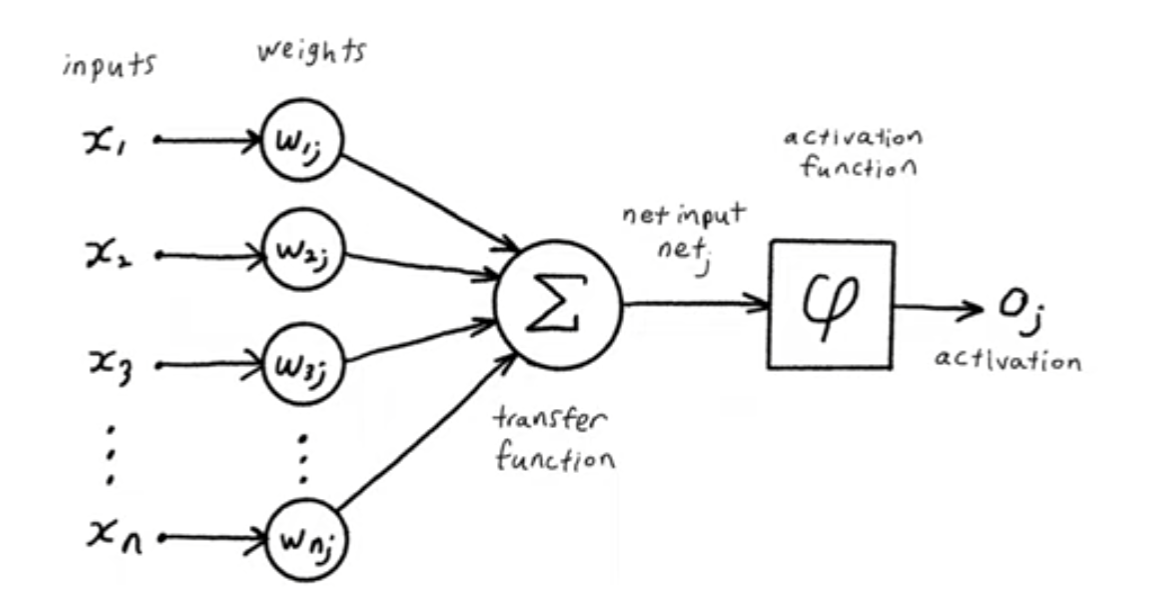 inputs
weights
x₁
w₁ⱼ
x₂
w₂ⱼ
x₃
w₃ⱼ
⋮
⋮
xₙ
wₙⱼ
Σ
transfer
function
net input
netⱼ
activation
function
φ
oⱼ
activation